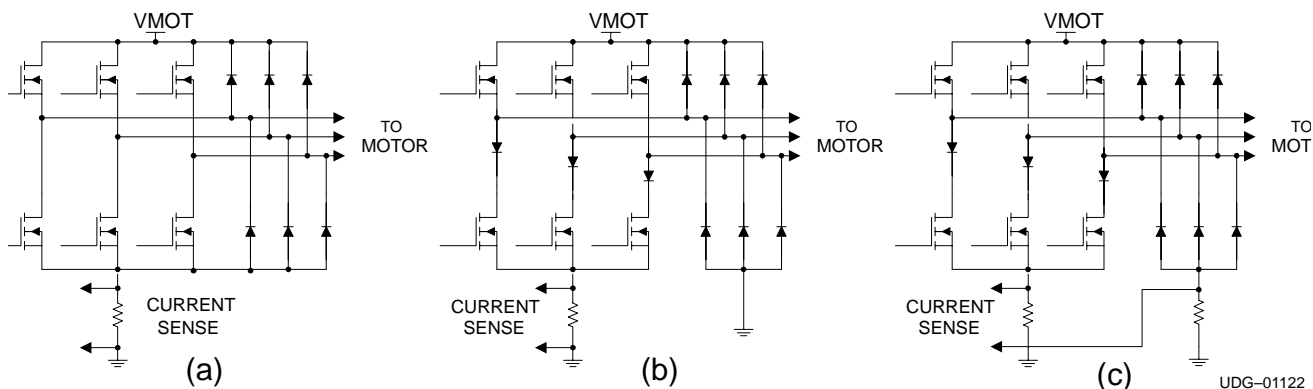 VMOT
TO
MOTOR
CURRENT
SENSE
(a)
VMOT
TO
MOTOR
CURRENT
SENSE
(b)
VMOT
TO
MOT
CURRENT
SENSE
(c)
UDG–01122